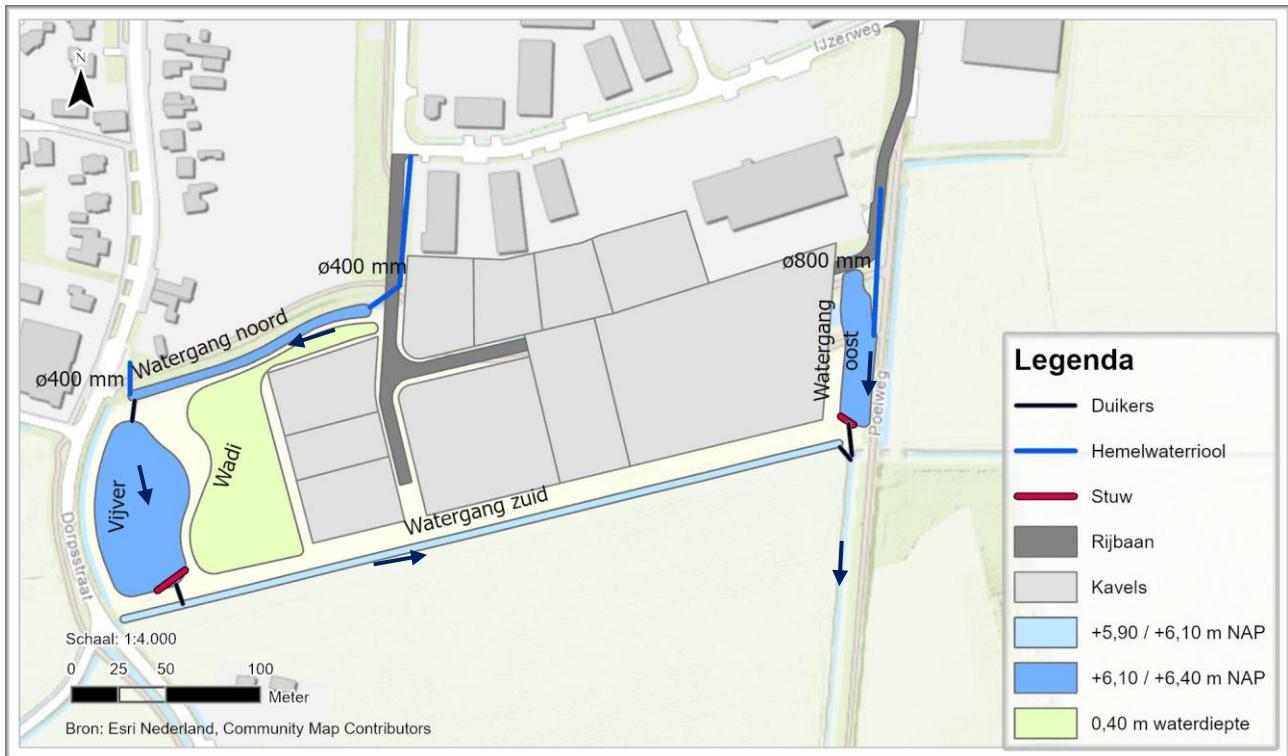 N
IJzerweg
ø400 mm
ø800 mm
Watergang noord
Watergang
oost
ø400 mm
Poelweg
Wadi
Vijver
Watergang zuid
Dorpsstraat
Schaal: 1:4.000
0 25 50 100
Meter
Bron: Esri Nederland, Community Map Contributors
Legenda
Duikers
Hemelwaterriool
Stuw
Rijbaan
Kavels
+5,90 / +6,10 m NAP
+6,10 / +6,40 m NAP
0,40 m waterdiepte